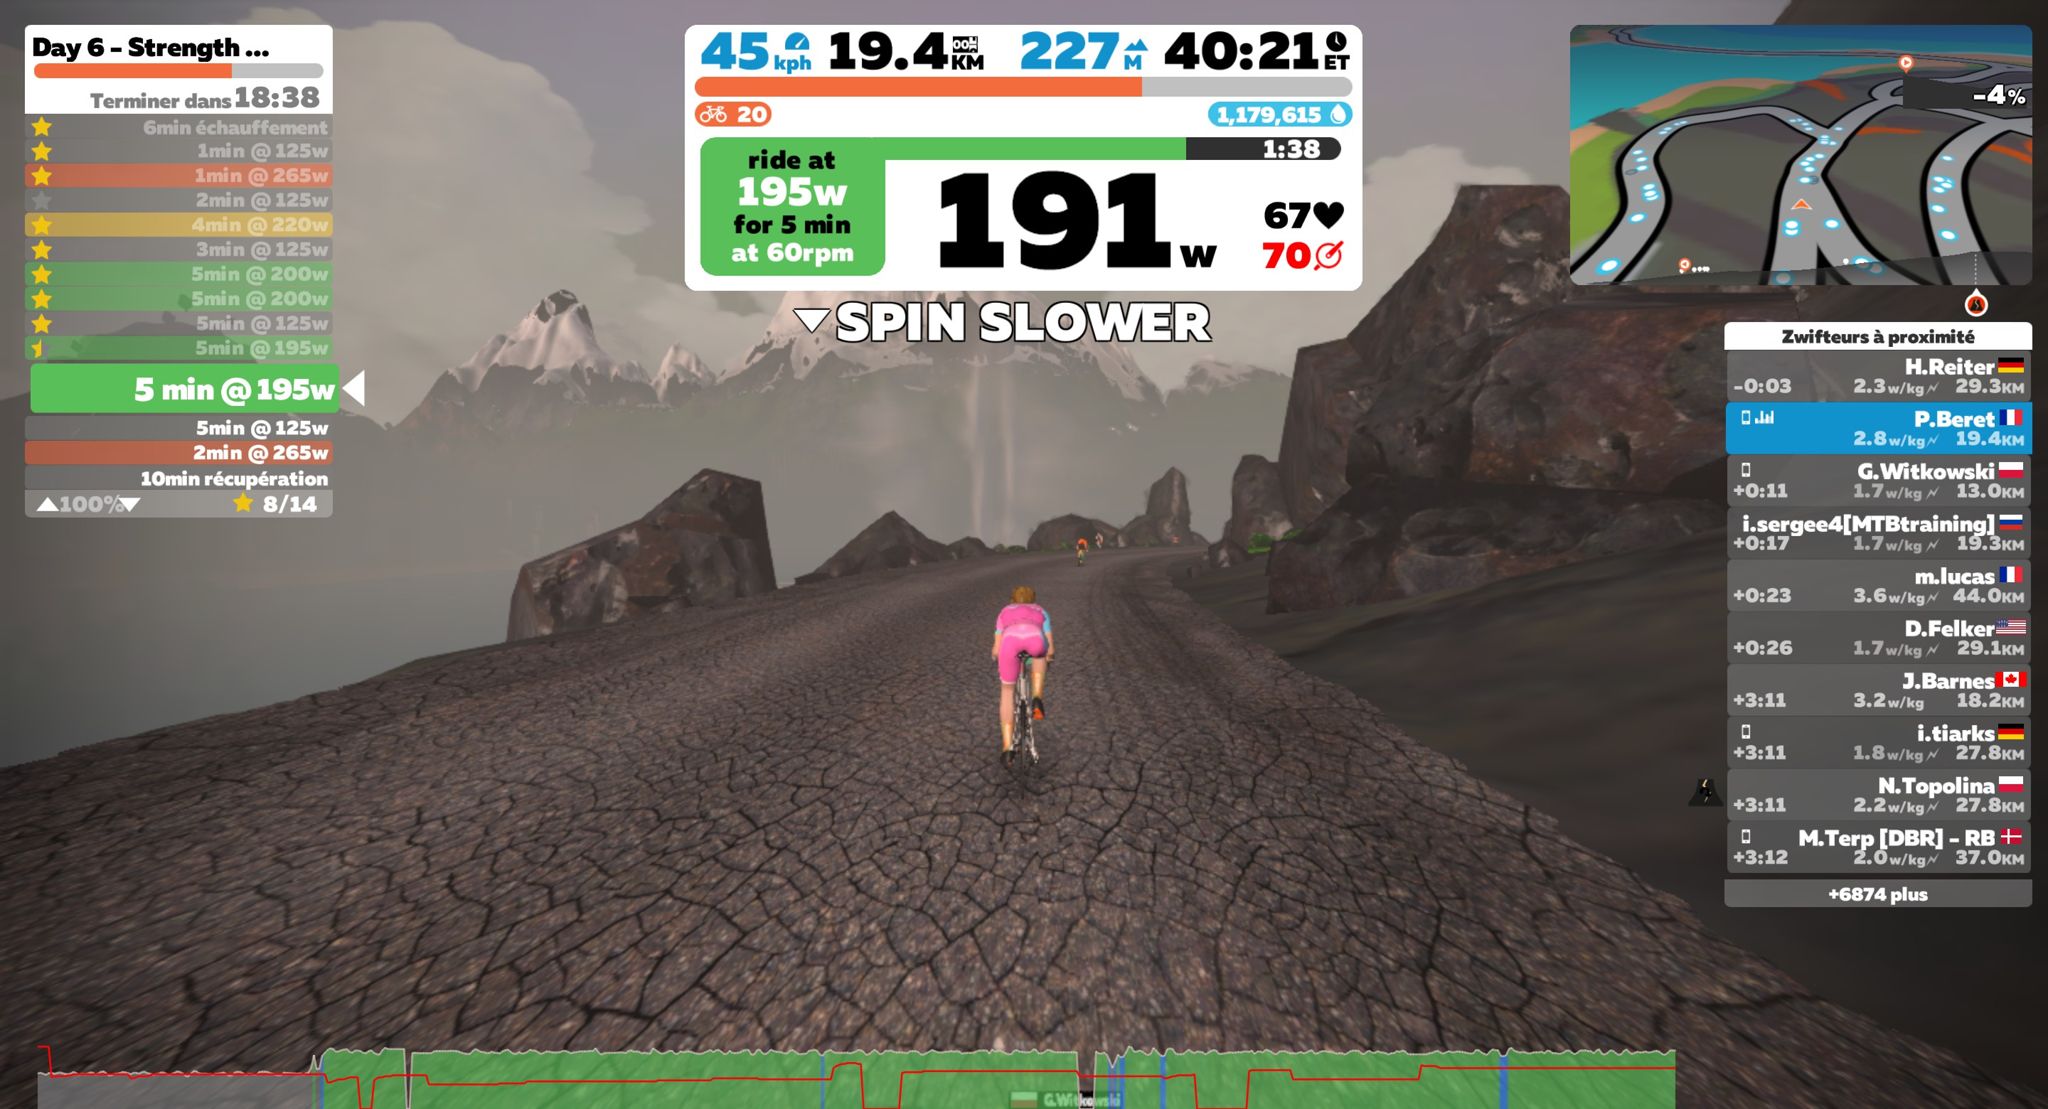 Day 6 - Strength ...
Terminer dans 18:38
6min échauffement
1min @ 125w
1min @ 265w
2min @ 125w
4min @ 220w
3min @ 125w
5min @ 200w
5min @ 200w
5min @ 125w
5min @ 195w
5 min @ 195w
5min @ 125w
2min @ 265w
10min récupération
100%
8/14
45 kph 19.4 KM 227 M 40:21 ET
20
1,179,615
ride at
195w
for 5 min
at 60rpm
1:38
191 w
67
70
SPIN SLOWER
-4%
Zwifteurs à proximité
H.Reiter
-0:03 2.3 w/kg 29.3 KM
P.Beret
2.8 w/kg 19.4 KM
G.Witkowski
+0:11 1.7 w/kg 13.0 KM
i.sergee4[MTBtraining]
+0:17 1.7 w/kg 19.3 KM
m.lucas
+0:23 3.6 w/kg 44.0 KM
D.Felker
+0:26 1.7 w/kg 29.1 KM
J.Barnes
+3:11 3.2 w/kg 18.2 KM
i.tiarks
+3:11 1.8 w/kg 27.8 KM
N.Topolina
+3:11 2.2 w/kg 27.8 KM
M.Terp [DBR] - RB
+3:12 2.0 w/kg 37.0 KM
+6874 plus
G.Witkowski